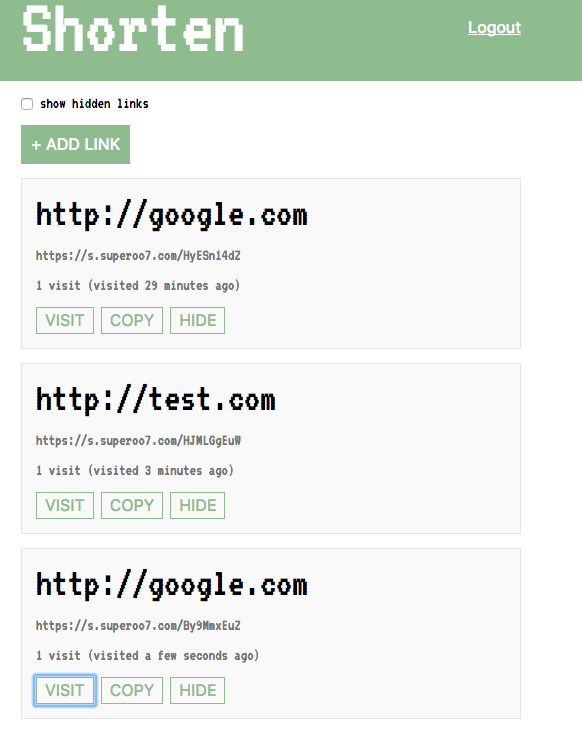 Shorten
Logout
show hidden links
+ ADD LINK
http://google.com
https://s.superoo7.com/HyESn14dZ
1 visit (visited 29 minutes ago)
VISIT COPY HIDE
http://test.com
https://s.superoo7.com/HJMLGgEuW
1 visit (visited 3 minutes ago)
VISIT COPY HIDE
http://google.com
https://s.superoo7.com/By9MmxEuZ
1 visit (visited a few seconds ago)
VISIT COPY HIDE